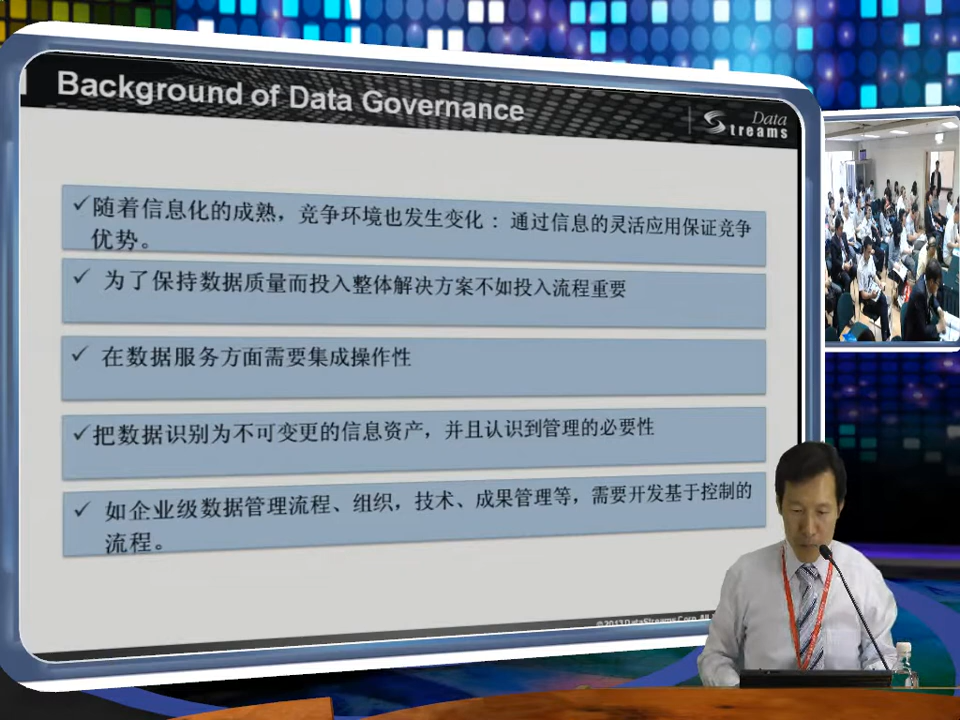 Background of Data Governance
Data
Streams
✓随着信息化的成熟，竞争环境也发生变化：通过信息的灵活应用保证竞争
优势。
✓ 为了保持数据质量而投入整体解决方案不如投入流程重要
✓ 在数据服务方面需要集成操作性
✓把数据识别为不可变更的信息资产，并且认识到管理的必要性
✓ 如企业级数据管理流程、组织，技术、成果管理等，需要开发基于控制的
流程。
©2013 DataStreams Corp. All